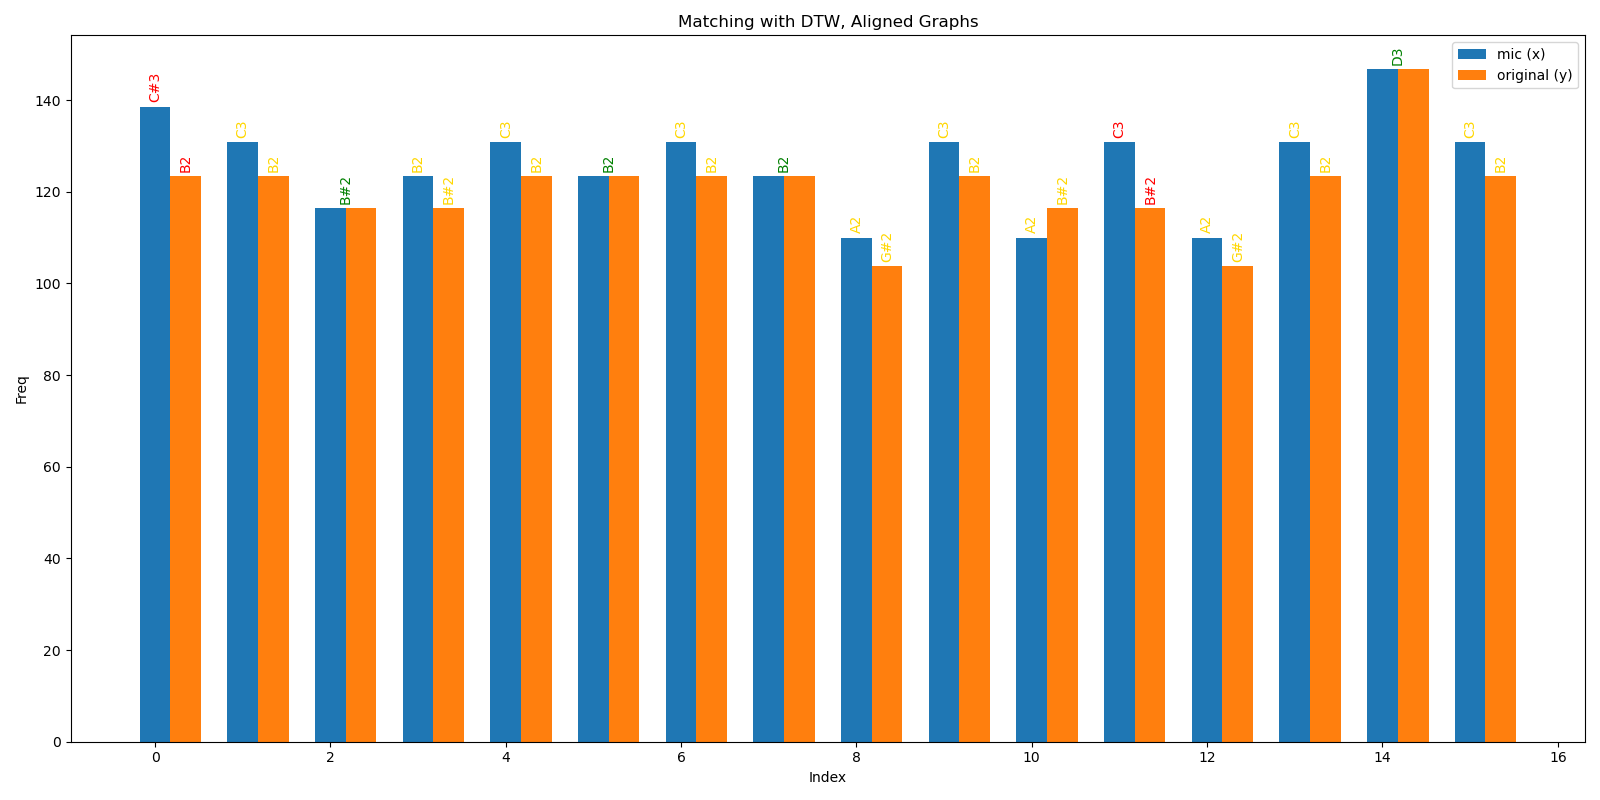 Matching with DTW, Aligned Graphs
mic (x)
original (y)
Freq
140
120
100
80
60
40
20
0
C#3
B2
C3
B2
B#2
B2
B#2
C3
B2
B2
C3
B2
B2
A2
G#2
C3
B2
A2
B#2
C3
B#2
A2
G#2
C3
B2
D3
C3
B2
0 2 4 6 8 10 12 14 16
Index